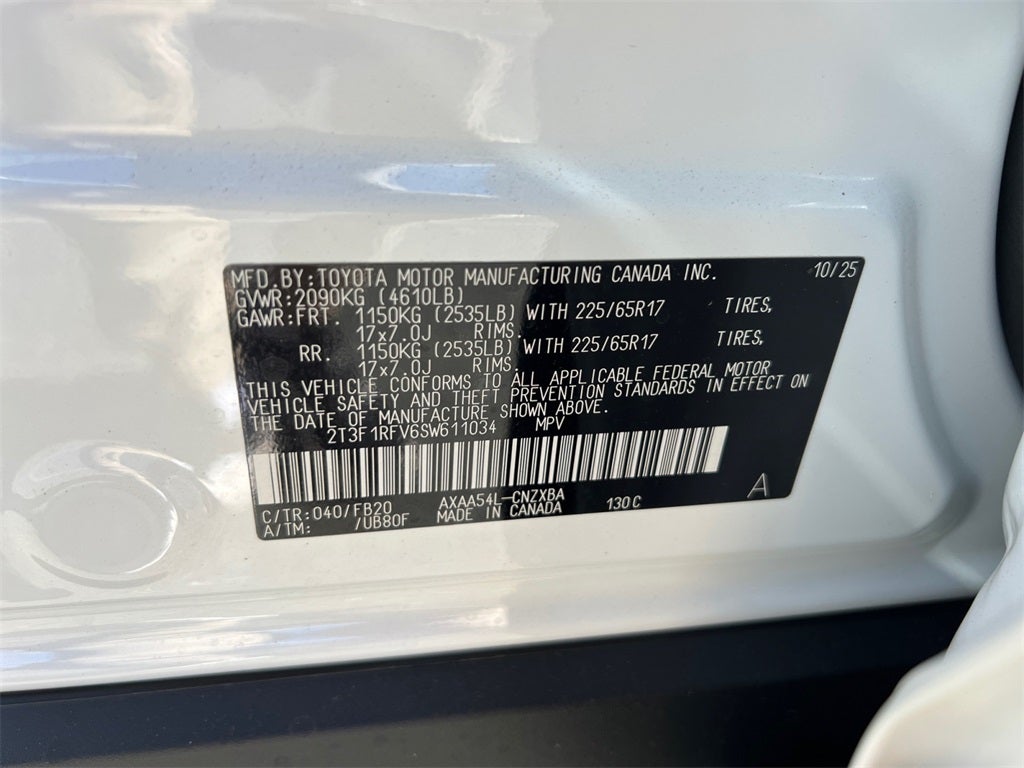 MFD.BY:TOYOTA MOTOR MANUFACTURING CANADA INC. 10/25
GVWR:2090KG (4610LB)
GAWR:FRT. 1150KG (2535LB) WITH 225/65R17 TIRES,
17x7.0J RIMS.
RR. 1150KG (2535LB) WITH 225/65R17 TIRES,
17x7.0J RIMS.
THIS VEHICLE CONFORMS TO ALL APPLICABLE FEDERAL MOTOR
VEHICLE SAFETY AND THEFT PREVENTION STANDARDS IN EFFECT ON
THE DATE OF MANUFACTURE SHOWN ABOVE.
2T3F1RFV6SW611034 MPV
C/TR:040/FB20 AXAA54L-CNZXBA 130C
A/TM: /UB80F MADE IN CANADA
A